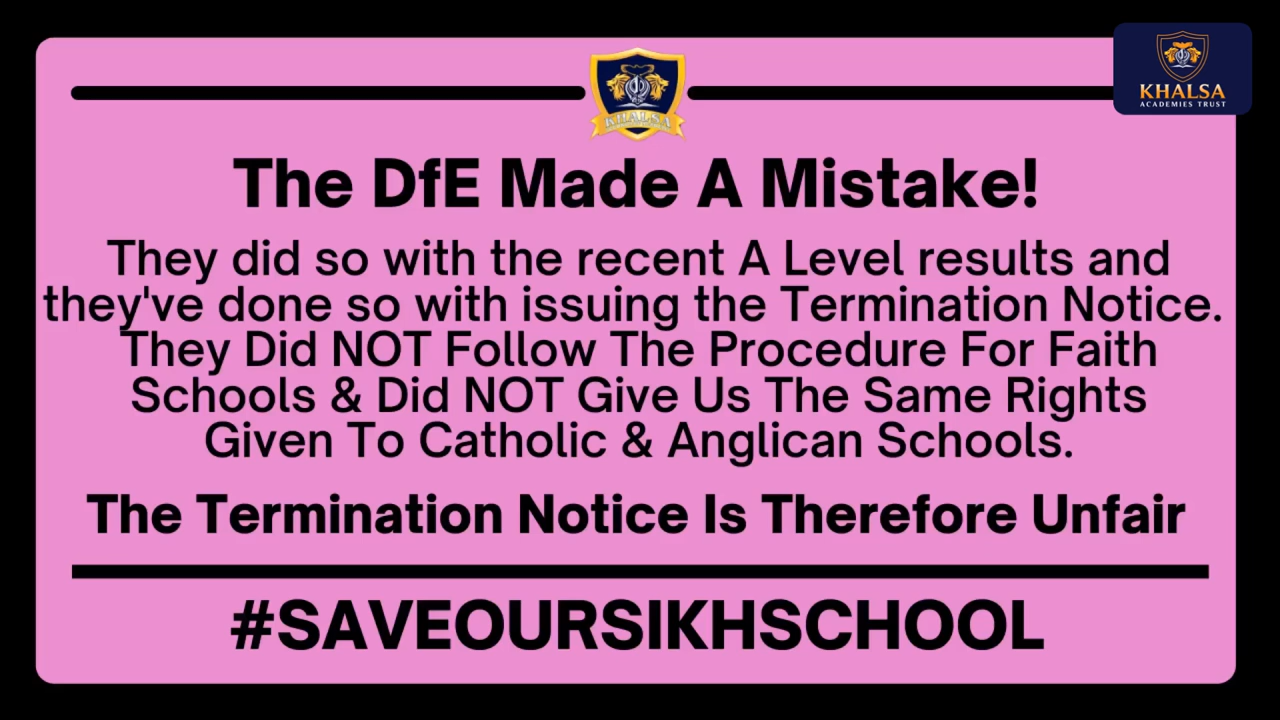 KHALSA
ACADEMIES TRUST
KHALSA
The DfE Made A Mistake!
They did so with the recent A Level results and
they've done so with issuing the Termination Notice.
They Did NOT Follow The Procedure For Faith
Schools & Did NOT Give Us The Same Rights
Given To Catholic & Anglican Schools.
The Termination Notice Is Therefore Unfair
#SAVEOURSIKHSCHOOL